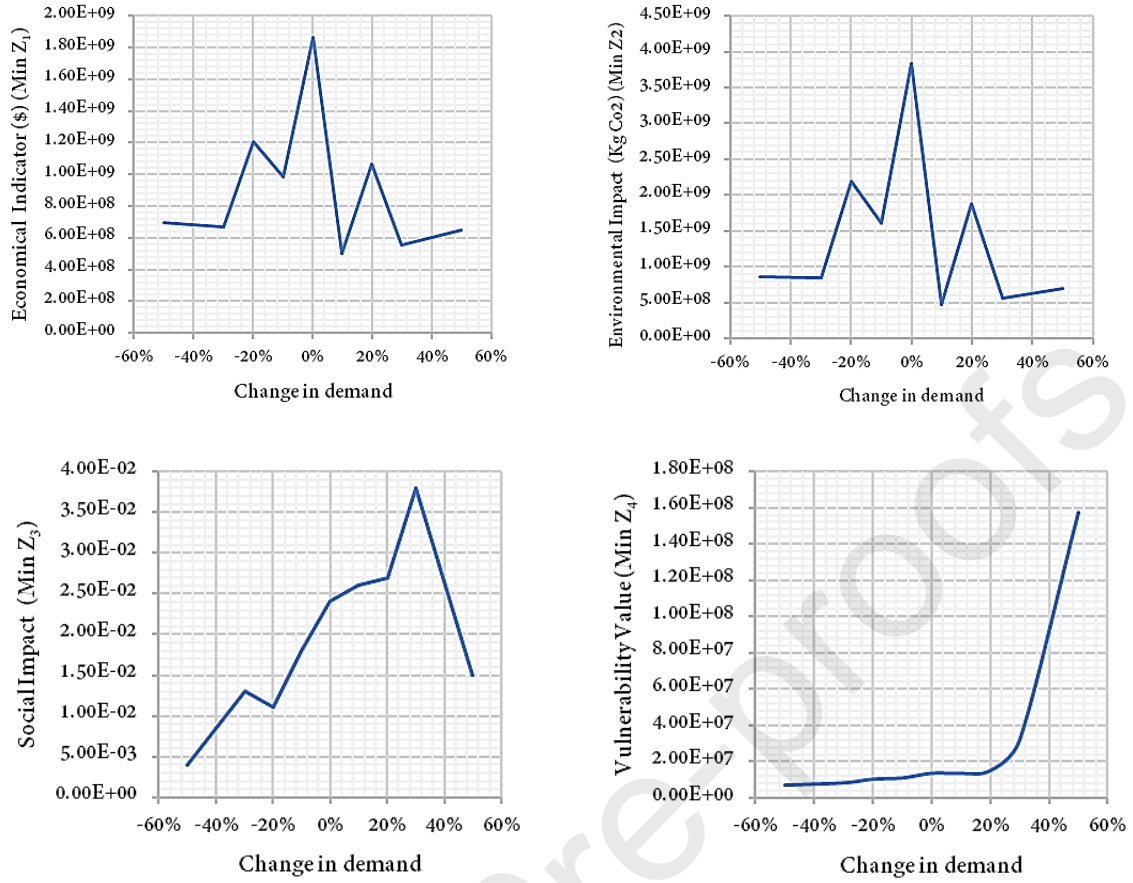 Economical Indicator ($) (Min Z1)
2.00E+09
1.80E+09
1.60E+09
1.40E+09
1.20E+09
1.00E+09
8.00E+08
6.00E+08
4.00E+08
2.00E+08
0.00E+00
-60% -40% -20% 0% 20% 40% 60%
Change in demand
Environmental Impact (Kg Co2) (Min Z2)
4.50E+09
4.00E+09
3.50E+09
3.00E+09
2.50E+09
2.00E+09
1.50E+09
1.00E+09
5.00E+08
0.00E+00
-60% -40% -20% 0% 20% 40% 60%
Change in demand
Social Impact (Min Z3)
4.00E-02
3.50E-02
3.00E-02
2.50E-02
2.00E-02
1.50E-02
1.00E-02
5.00E-03
0.00E+00
-60% -40% -20% 0% 20% 40% 60%
Change in demand
Vulnerability Value (Min Z4)
1.80E+08
1.60E+08
1.40E+08
1.20E+08
1.00E+08
8.00E+07
6.00E+07
4.00E+07
2.00E+07
0.00E+00
-60% -40% -20% 0% 20% 40% 60%
Change in demand
re-proofs